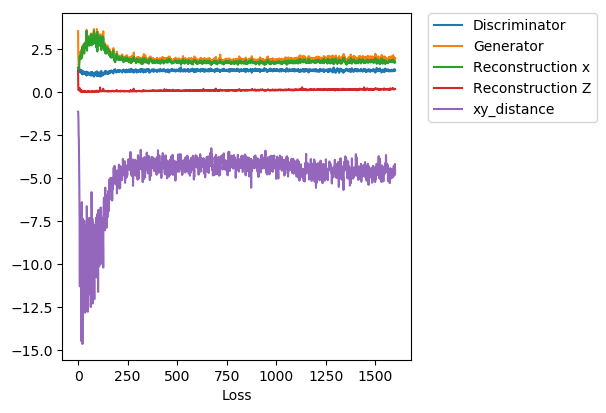 Discriminator
Generator
Reconstruction x
Reconstruction Z
xy_distance
2.5
0.0
−2.5
−5.0
−7.5
−10.0
−12.5
−15.0
0 250 500 750 1000 1250 1500
Loss